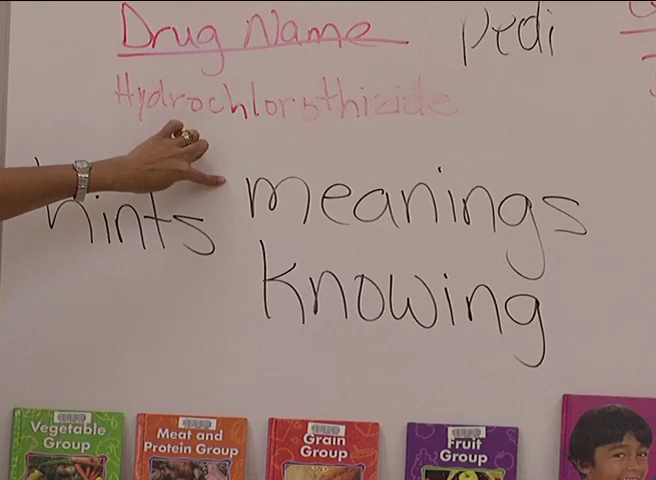 Drug Name
pedi
Hydrochlorothizide
hints meanings
knowing
Vegetable
Group
Meat and
Protein Group
Grain
Group
Fruit
Group